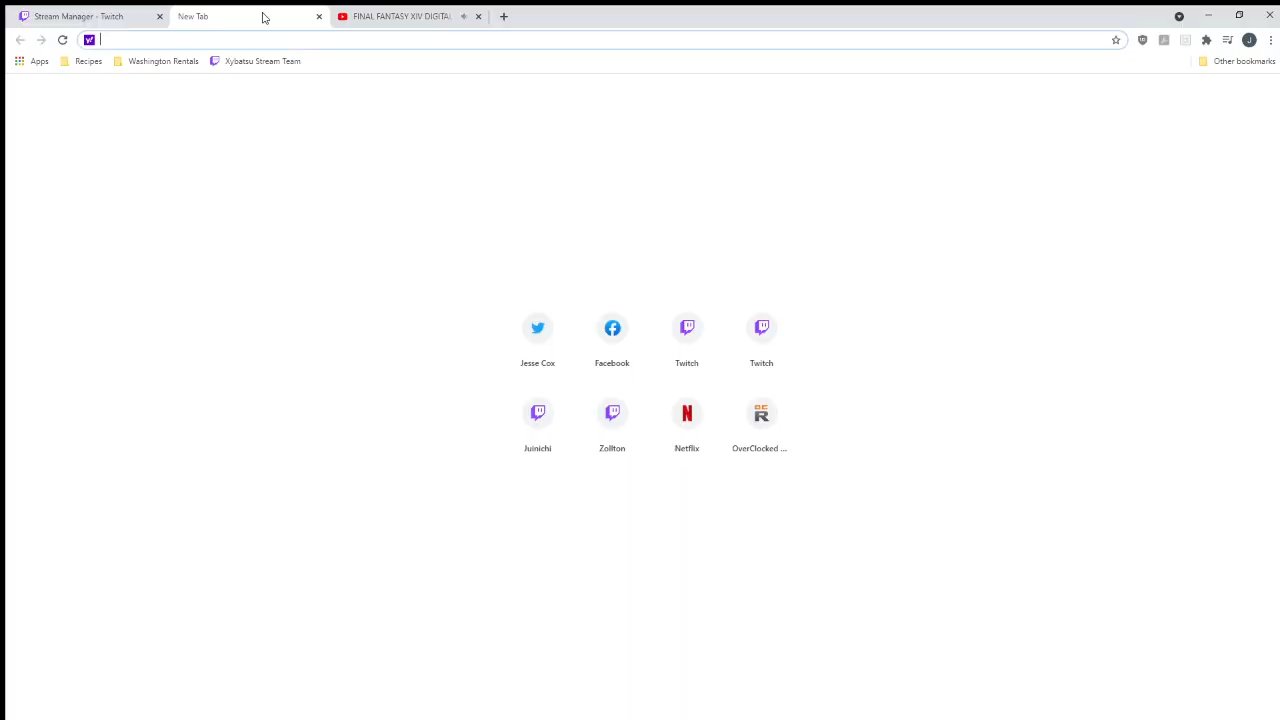 Stream Manager - Twitch
New Tab
FINAL FANTASY XIV DIGITAL
y!
Apps
Recipes
Washington Rentals
Xybatsu Stream Team
Other bookmarks
J
Jesse Cox
Facebook
Twitch
Twitch
Juinichi
Zollton
Netflix
OverClocked ...